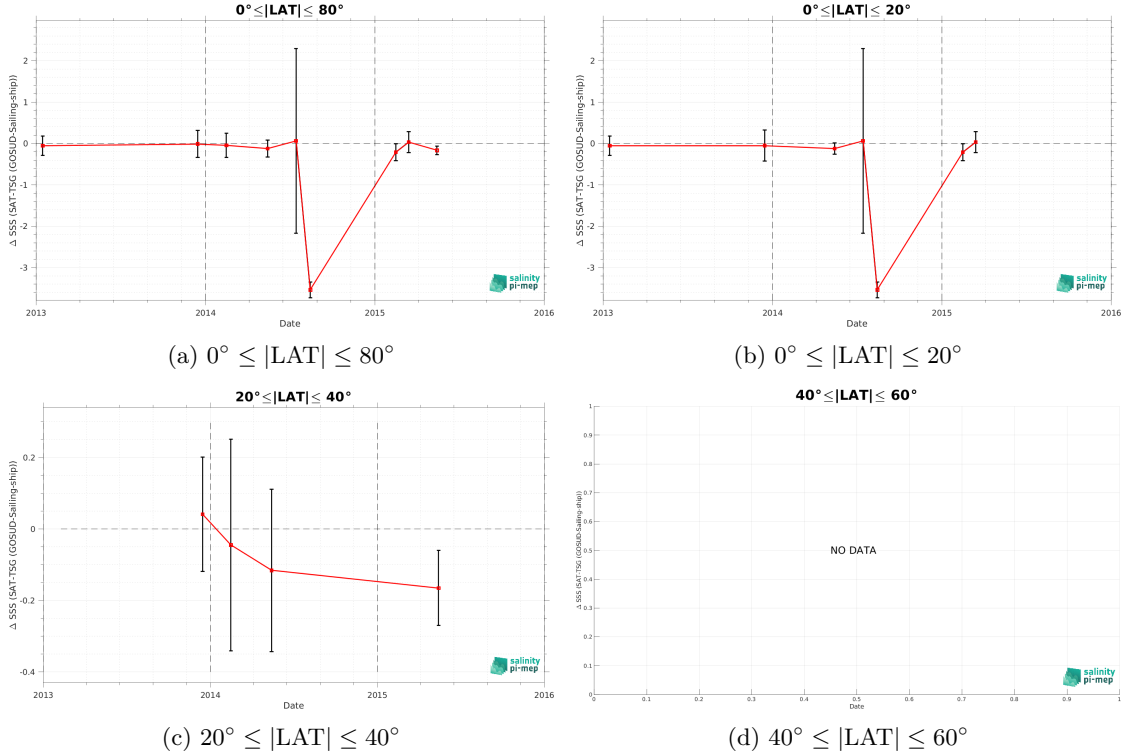 0°≤|LAT|≤ 80°
Δ SSS (SAT-TSG (GOSUD-Sailing-ship))
2
1
0
-1
-2
-3
2013
2014
2015
2016
Date
salinity
pi-mep
(a) 0° ≤ |LAT| ≤ 80°
0°≤|LAT|≤ 20°
Δ SSS (SAT-TSG (GOSUD-Sailing-ship))
2
1
0
-1
-2
-3
2013
2014
2015
2016
Date
salinity
pi-mep
(b) 0° ≤ |LAT| ≤ 20°
20°≤|LAT|≤ 40°
Δ SSS (SAT-TSG (GOSUD-Sailing-ship))
0.2
0
-0.2
-0.4
2013
2014
2015
2016
Date
salinity
pi-mep
(c) 20° ≤ |LAT| ≤ 40°
40°≤|LAT|≤ 60°
Δ SSS (SAT-TSG (GOSUD-Sailing-ship))
1
0.9
0.8
0.7
0.6
0.5
0.4
0.3
0.2
0.1
0
NO DATA
0
0.1
0.2
0.3
0.4
0.5
0.6
0.7
0.8
0.9
1
Date
salinity
pi-mep
(d) 40° ≤ |LAT| ≤ 60°